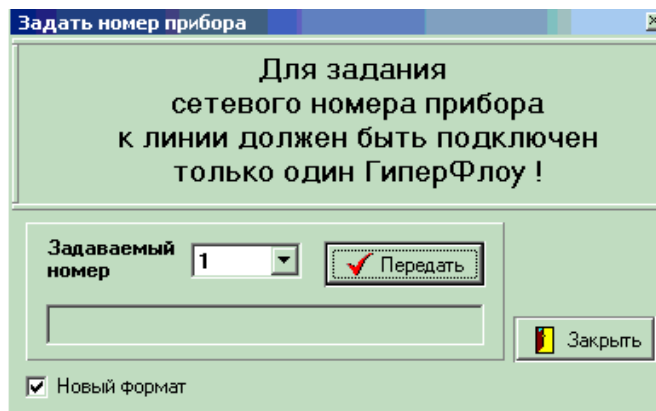 Задать номер прибора
Для задания
сетевого номера прибора
к линии должен быть подключен
только один ГиперФлоу !
Задаваемый
номер
1
Передать
Закрыть
Новый формат